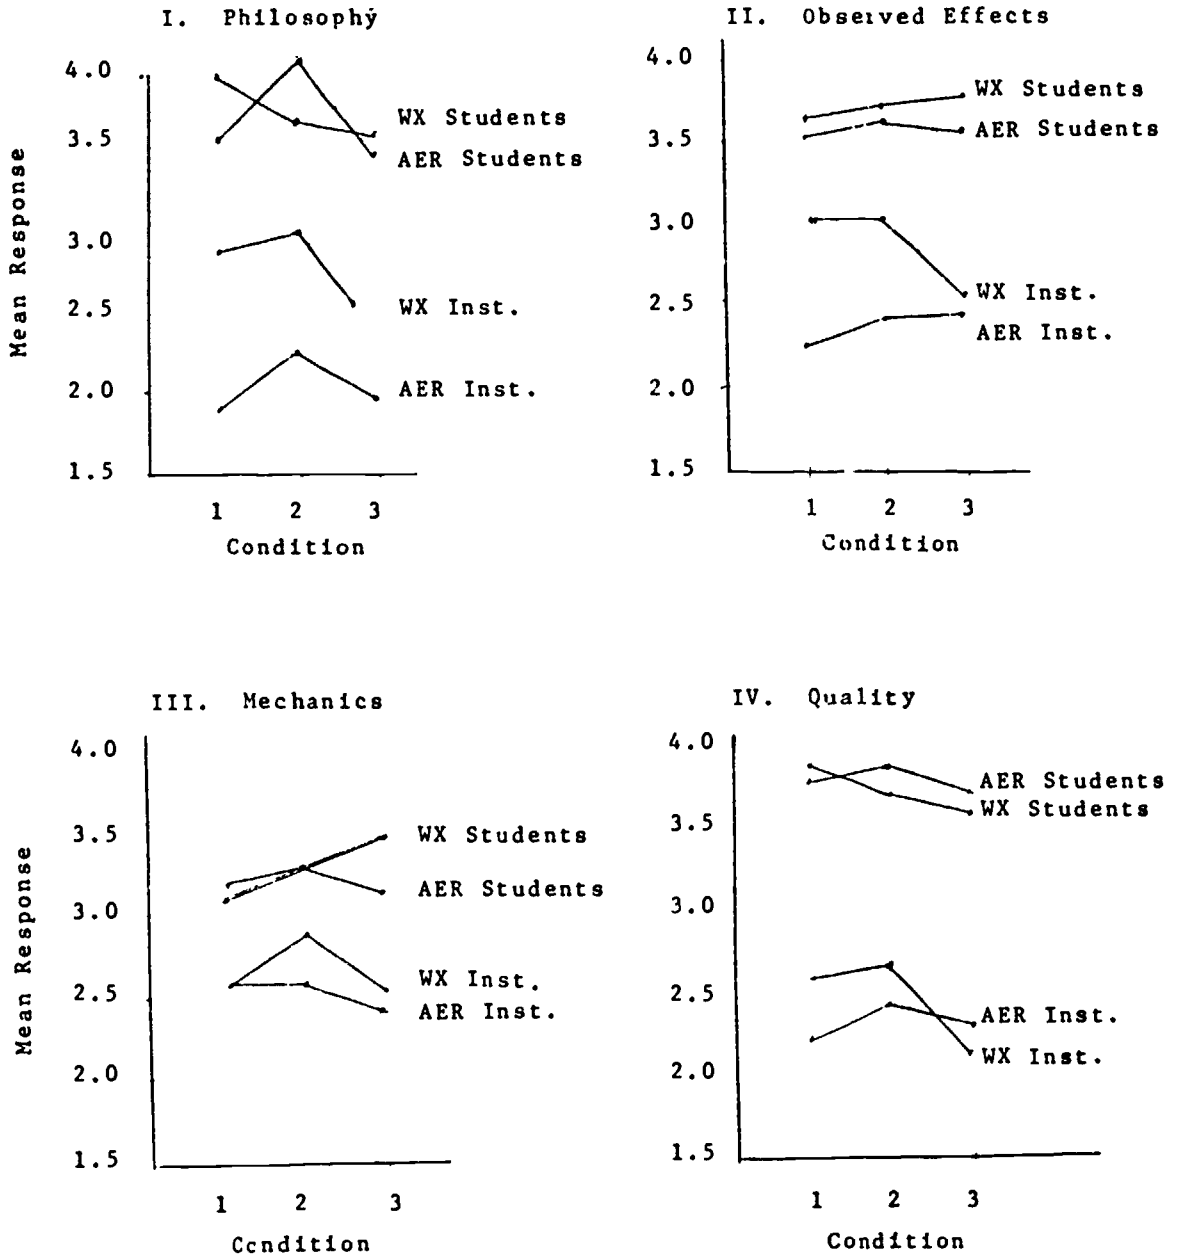 I. Philosophy
4.0
3.5
3.0
2.5
2.0
1.5
Mean Response
WX Students
AER Students
WX Inst.
AER Inst.
1 2 3
Condition
II. Observed Effects
4.0
3.5
3.0
2.5
2.0
1.5
WX Students
AER Students
WX Inst.
AER Inst.
1 2 3
Condition
III. Mechanics
4.0
3.5
3.0
2.5
2.0
1.5
Mean Response
WX Students
AER Students
WX Inst.
AER Inst.
1 2 3
Condition
IV. Quality
4.0
3.5
3.0
2.5
2.0
1.5
AER Students
WX Students
AER Inst.
WX Inst.
1 2 3
Condition